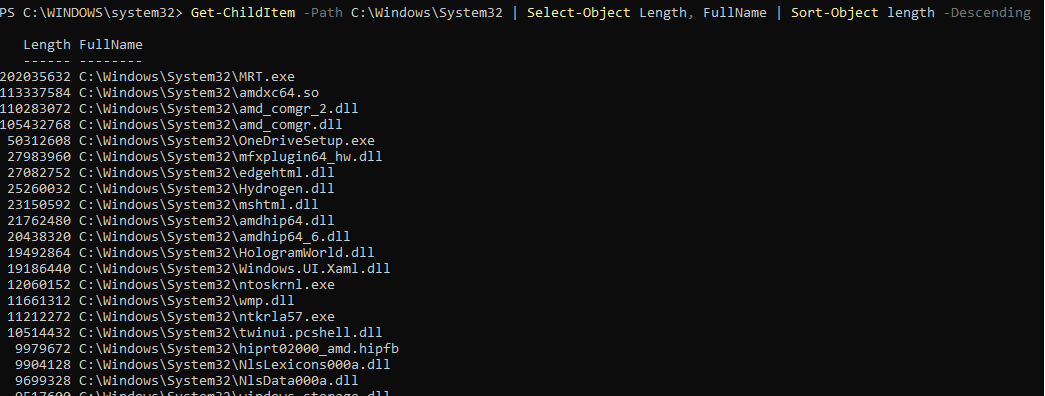 PS C:\WINDOWS\system32> Get-ChildItem -Path C:\Windows\System32 | Select-Object Length, FullName | Sort-Object length -Descending
Length FullName
------ --------
202035632 C:\Windows\System32\MRT.exe
113337584 C:\Windows\System32\amdxc64.so
110283072 C:\Windows\System32\amd_comgr_2.dll
105432768 C:\Windows\System32\amd_comgr.dll
50312608 C:\Windows\System32\OneDriveSetup.exe
27983960 C:\Windows\System32\mfxplugin64_hw.dll
27082752 C:\Windows\System32\edgehtml.dll
25260032 C:\Windows\System32\Hydrogen.dll
23150592 C:\Windows\System32\mshtml.dll
21762480 C:\Windows\System32\amdhip64.dll
20438320 C:\Windows\System32\amdhip64_6.dll
19492864 C:\Windows\System32\HologramWorld.dll
19186440 C:\Windows\System32\Windows.UI.Xaml.dll
12060152 C:\Windows\System32\ntoskrnl.exe
11661312 C:\Windows\System32\wmp.dll
11212272 C:\Windows\System32\ntkrla57.exe
10514432 C:\Windows\System32\twinui.pcshell.dll
9979672 C:\Windows\System32\hiprt02000_amd.hipfb
9904128 C:\Windows\System32\NlsLexicons000a.dll
9699328 C:\Windows\System32\NlsData000a.dll
9517600 C:\Windows\System32\windows.storage.dll